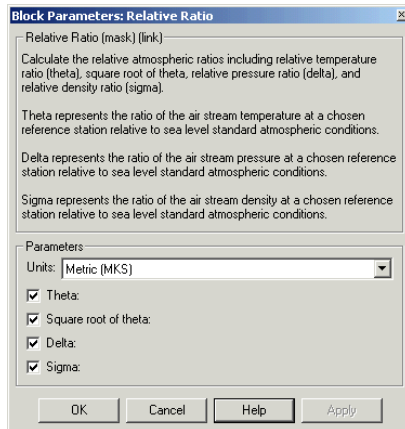 Block Parameters: Relative Ratio
Relative Ratio (mask) (link)
Calculate the relative atmospheric ratios including relative temperature
ratio (theta), square root of theta, relative pressure ratio (delta), and
relative density ratio (sigma).
Theta represents the ratio of the air stream temperature at a chosen
reference station relative to sea level standard atmospheric conditions.
Delta represents the ratio of the air stream pressure at a chosen reference
station relative to sea level standard atmospheric conditions.
Sigma represents the ratio of the air stream density at a chosen reference
station relative to sea level standard atmospheric conditions.
Parameters
Units: Metric (MKS)
Theta:
Square root of theta:
Delta:
Sigma:
OK Cancel Help Apply